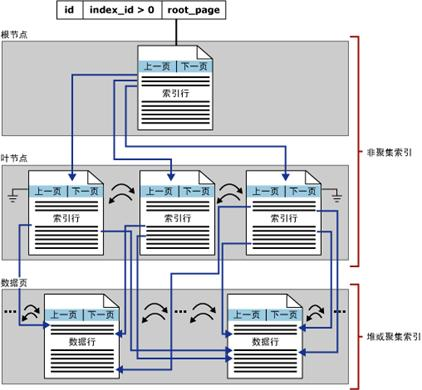 id index_id > 0 root_page
根节点
上一页 下一页
索引行
非聚集索引
叶节点
上一页 下一页 上一页 下一页 上一页 下一页
索引行 索引行 索引行
数据页
上一页 下一页 上一页 下一页
数据行 数据行
堆或聚集索引